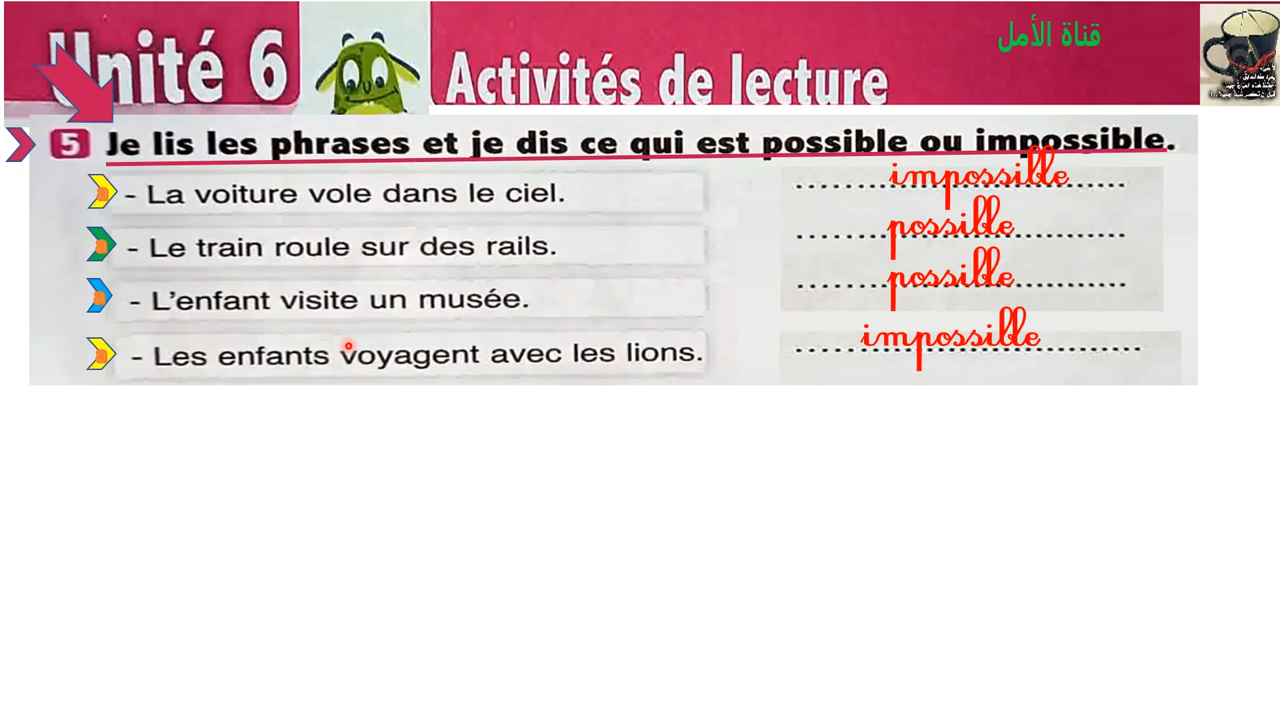 Unité 6
Activités de lecture
قناة الأمل
5 Je lis les phrases et je dis ce qui est possible ou impossible.
- La voiture vole dans le ciel. impossible
- Le train roule sur des rails. possible
- L'enfant visite un musée. possible
- Les enfants voyagent avec les lions. impossible